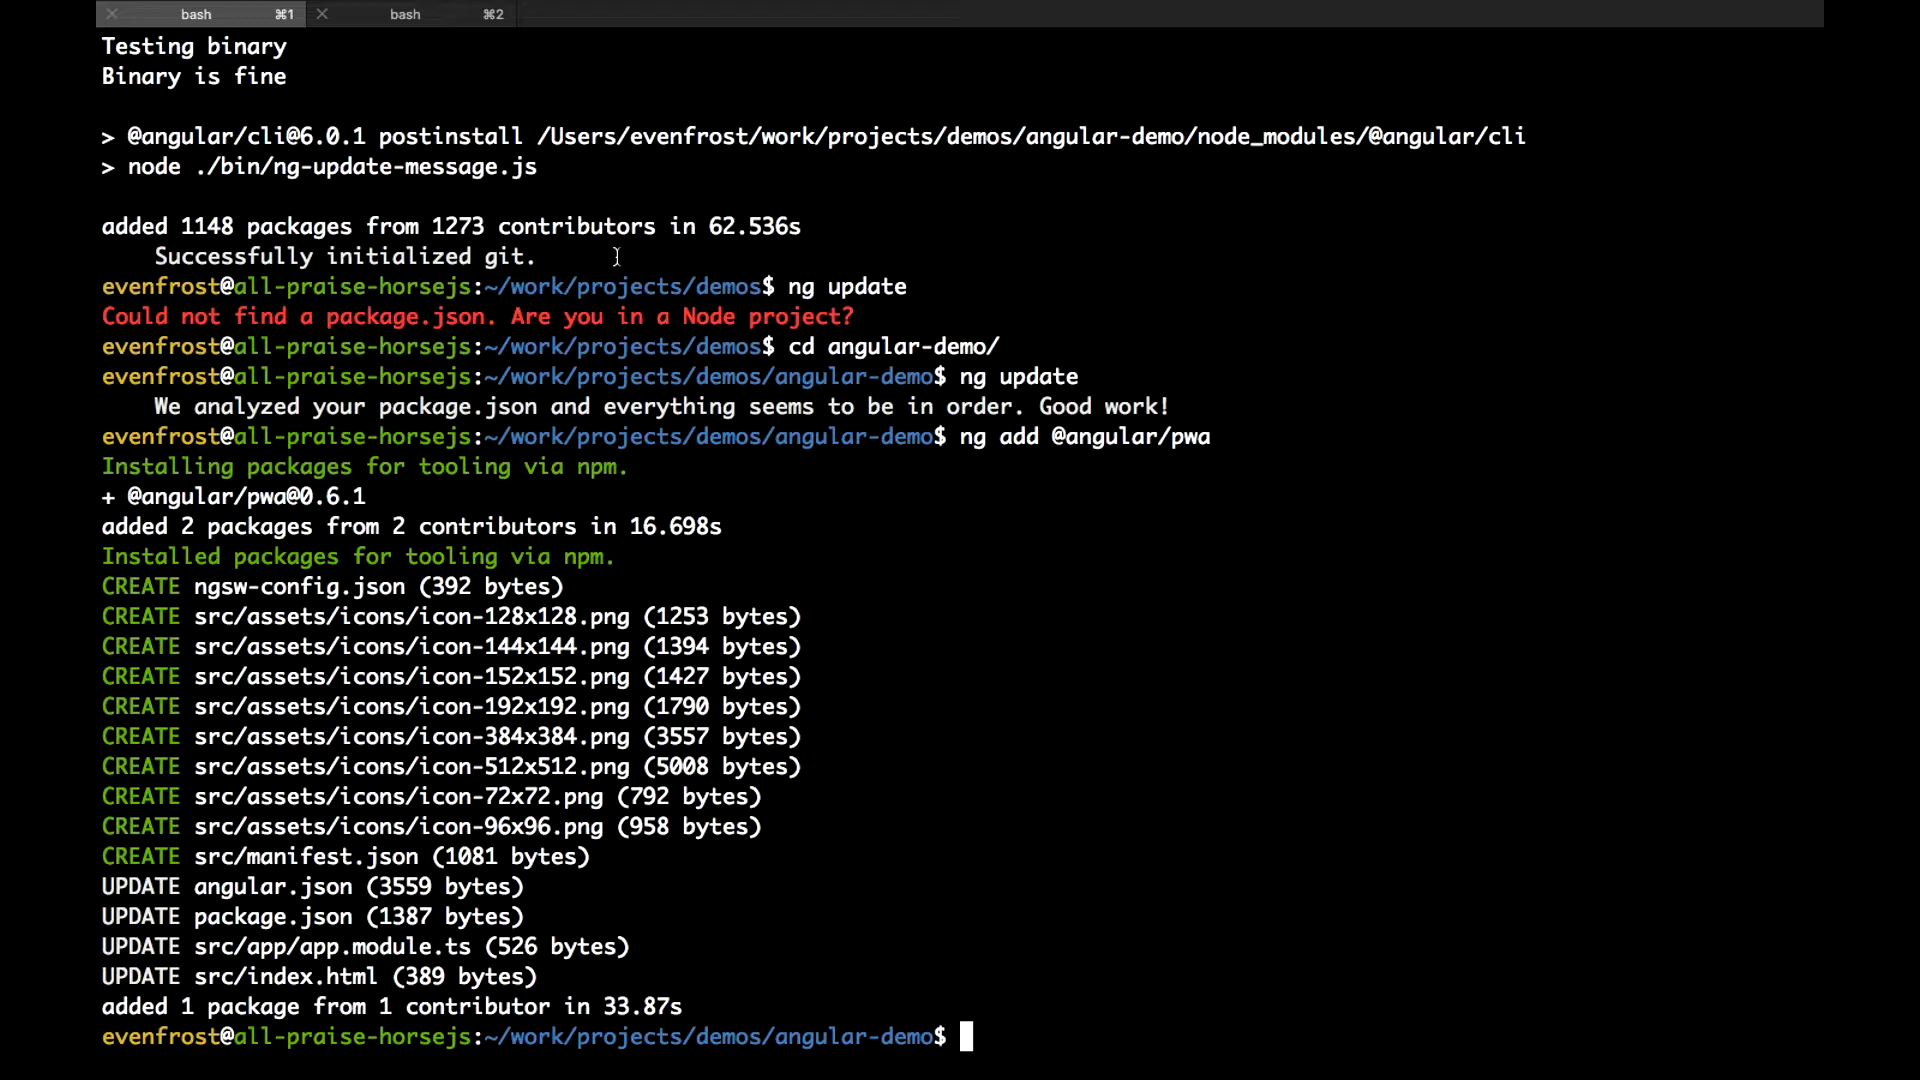 bash ⌘1 bash ⌘2
Testing binary
Binary is fine
> @angular/cli@6.0.1 postinstall /Users/evenfrost/work/projects/demos/angular-demo/node_modules/@angular/cli
> node ./bin/ng-update-message.js
added 1148 packages from 1273 contributors in 62.536s
Successfully initialized git.
evenfrost@all-praise-horsejs:~/work/projects/demos$ ng update
Could not find a package.json. Are you in a Node project?
evenfrost@all-praise-horsejs:~/work/projects/demos$ cd angular-demo/
evenfrost@all-praise-horsejs:~/work/projects/demos/angular-demo$ ng update
We analyzed your package.json and everything seems to be in order. Good work!
evenfrost@all-praise-horsejs:~/work/projects/demos/angular-demo$ ng add @angular/pwa
Installing packages for tooling via npm.
+ @angular/pwa@0.6.1
added 2 packages from 2 contributors in 16.698s
Installed packages for tooling via npm.
CREATE ngsw-config.json (392 bytes)
CREATE src/assets/icons/icon-128x128.png (1253 bytes)
CREATE src/assets/icons/icon-144x144.png (1394 bytes)
CREATE src/assets/icons/icon-152x152.png (1427 bytes)
CREATE src/assets/icons/icon-192x192.png (1790 bytes)
CREATE src/assets/icons/icon-384x384.png (3557 bytes)
CREATE src/assets/icons/icon-512x512.png (5008 bytes)
CREATE src/assets/icons/icon-72x72.png (792 bytes)
CREATE src/assets/icons/icon-96x96.png (958 bytes)
CREATE src/manifest.json (1081 bytes)
UPDATE angular.json (3559 bytes)
UPDATE package.json (1387 bytes)
UPDATE src/app/app.module.ts (526 bytes)
UPDATE src/index.html (389 bytes)
added 1 package from 1 contributor in 33.87s
evenfrost@all-praise-horsejs:~/work/projects/demos/angular-demo$